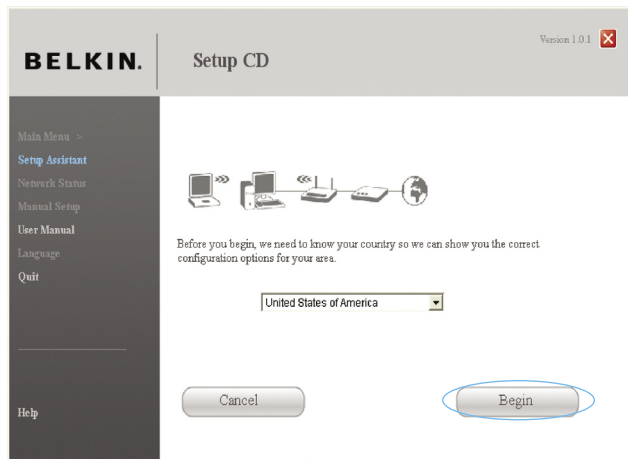 BELKIN.
Setup CD
Version 1.0.1
Main Menu >
Setup Assistant
Network Status
Manual Setup
User Manual
Language
Quit
Help
Before you begin, we need to know your country so we can show you the correct
configuration options for your area.
United States of America
Cancel
Begin